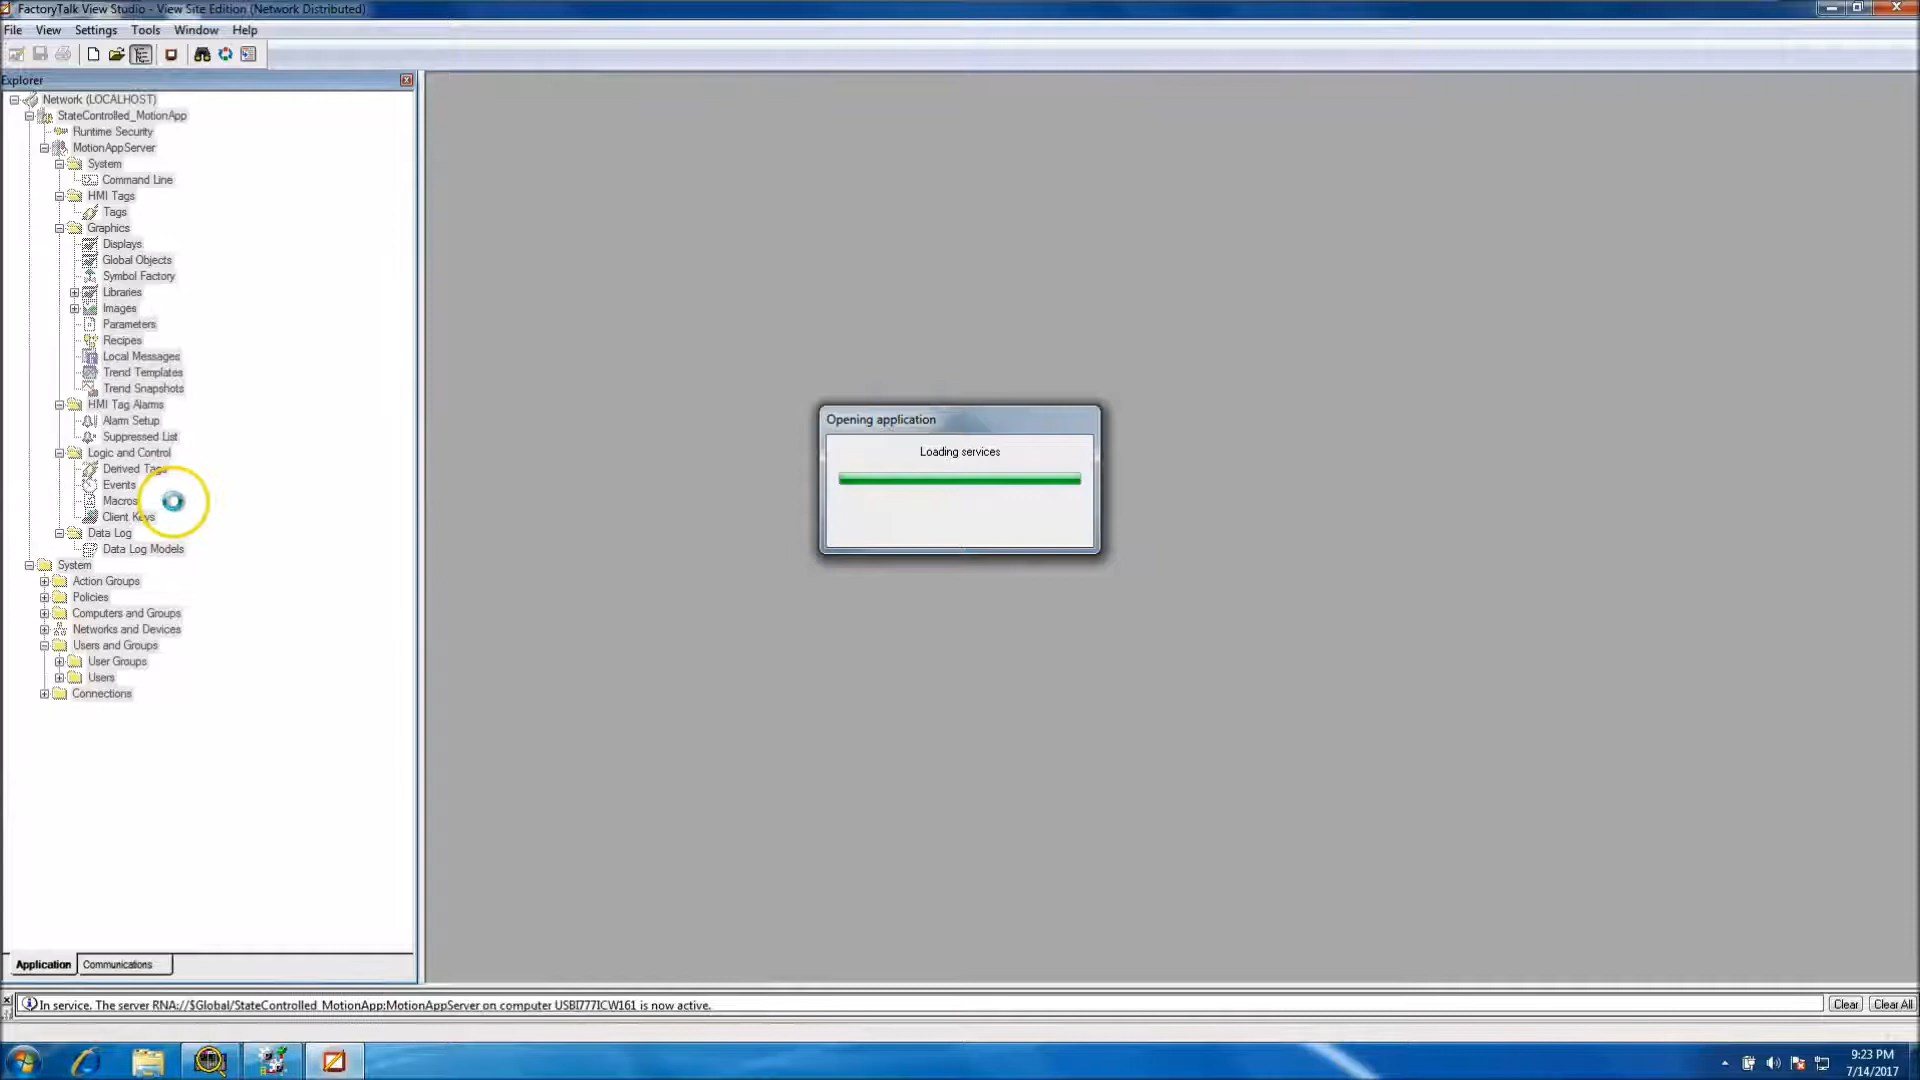 FactoryTalk View Studio - View Site Edition (Network Distributed)
File View Settings Tools Window Help
Explorer
Network (LOCALHOST)
StateControlled_MotionApp
Runtime Security
MotionAppServer
System
Command Line
HMI Tags
Tags
Graphics
Displays
Global Objects
Symbol Factory
Libraries
Images
Parameters
Recipes
Local Messages
Trend Templates
Trend Snapshots
HMI Tag Alarms
Alarm Setup
Suppressed List
Logic and Control
Derived Tags
Events
Macros
Client Keys
Data Log
Data Log Models
System
Action Groups
Policies
Computers and Groups
Networks and Devices
Users and Groups
User Groups
Users
Connections
Opening application
Loading services
Application Communications
In service. The server RNA://$Global/StateControlled_MotionApp:MotionAppServer on computer USBI777ICW161 is now active.
Clear Clear All
9:23 PM
7/14/2017